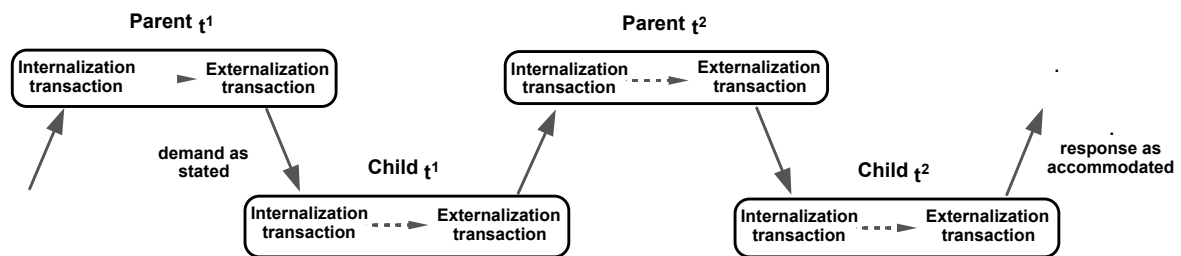 Parent t¹
Internalization
transaction
Externalization
transaction
demand as
stated
Child t¹
Internalization
transaction
Externalization
transaction
Parent t²
Internalization
transaction
Externalization
transaction
Child t²
Internalization
transaction
Externalization
transaction
response as
accommodated